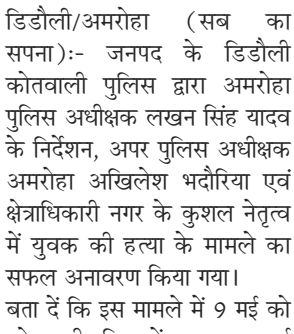 डिडौली/अमरोहा (सब का
सपना):- जनपद के डिडौली
कोतवाली पुलिस द्वारा अमरोहा
पुलिस अधीक्षक लखन सिंह यादव
के निर्देशन, अपर पुलिस अधीक्षक
अमरोहा अखिलेश भदौरिया एवं
क्षेत्राधिकारी नगर के कुशल नेतृत्व
में युवक की हत्या के मामले का
सफल अनावरण किया गया।
बता दें कि इस मामले में 9 मई को